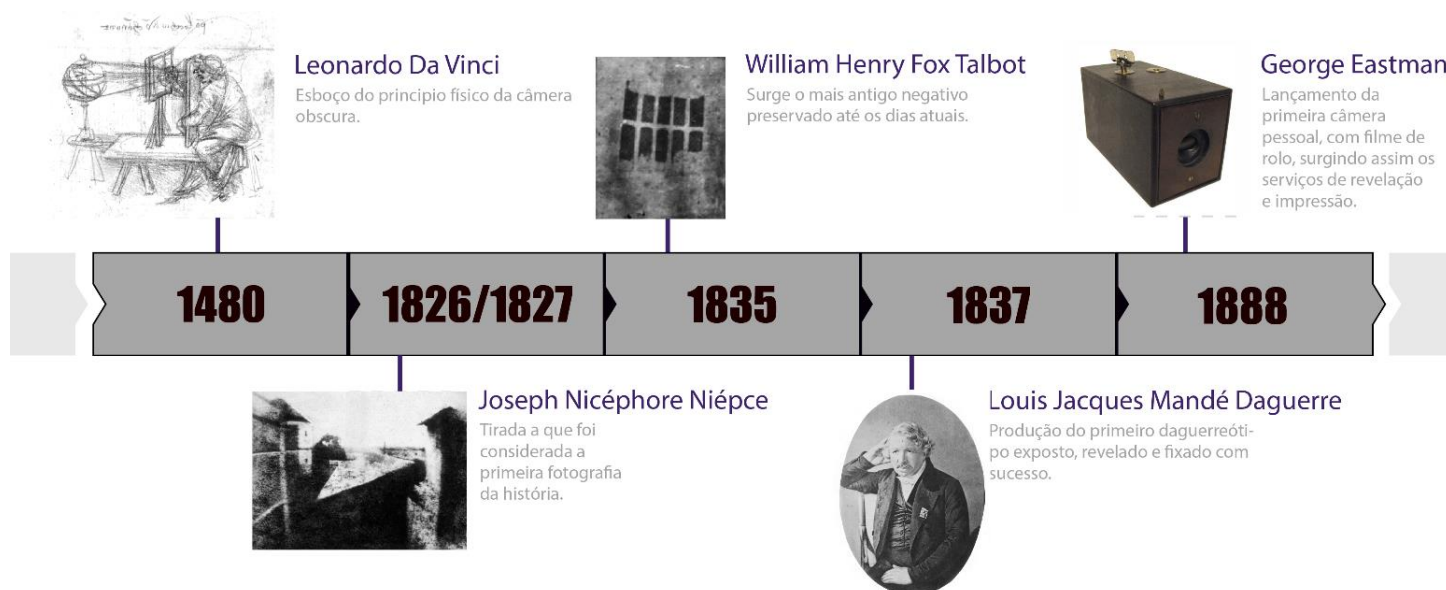 Leonardo Da Vinci
Esboço do principio físico da câmera
obscura.
William Henry Fox Talbot
Surge o mais antigo negativo
preservado até os dias atuais.
George Eastman
Lançamento da
primeira câmera
pessoal, com filme de
rolo, surgindo assim os
serviços de revelação
e impressão.
1480
1826/1827
1835
1837
1888
Joseph Nicéphore Niépce
Tirada a que foi
considerada a
primeira fotografia
da história.
Louis Jacques Mandé Daguerre
Produção do primeiro daguerreóti-
po exposto, revelado e fixado com
sucesso.